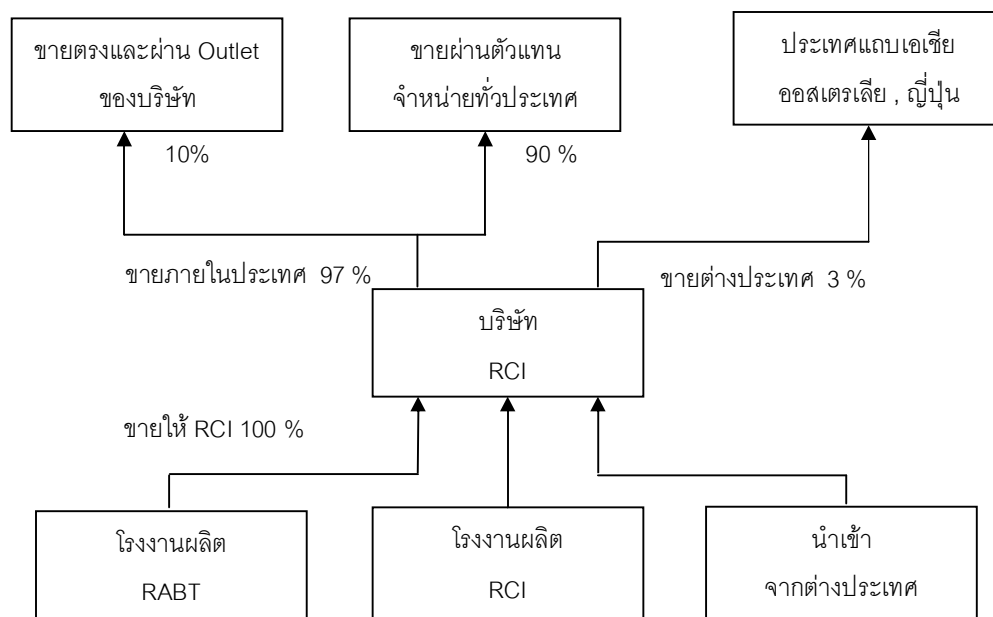 ขายตรงและผ่าน Outlet
ของบริษัท
ขายผ่านตัวแทน
จำหน่ายทั่วประเทศ
ประเทศแถบเอเชีย
ออสเตรเลีย , ญี่ปุ่น
10%
90 %
ขายภายในประเทศ 97 %
ขายต่างประเทศ 3 %
บริษัท
RCI
ขายให้ RCI 100 %
โรงงานผลิต
RABT
โรงงานผลิต
RCI
นำเข้า
จากต่างประเทศ